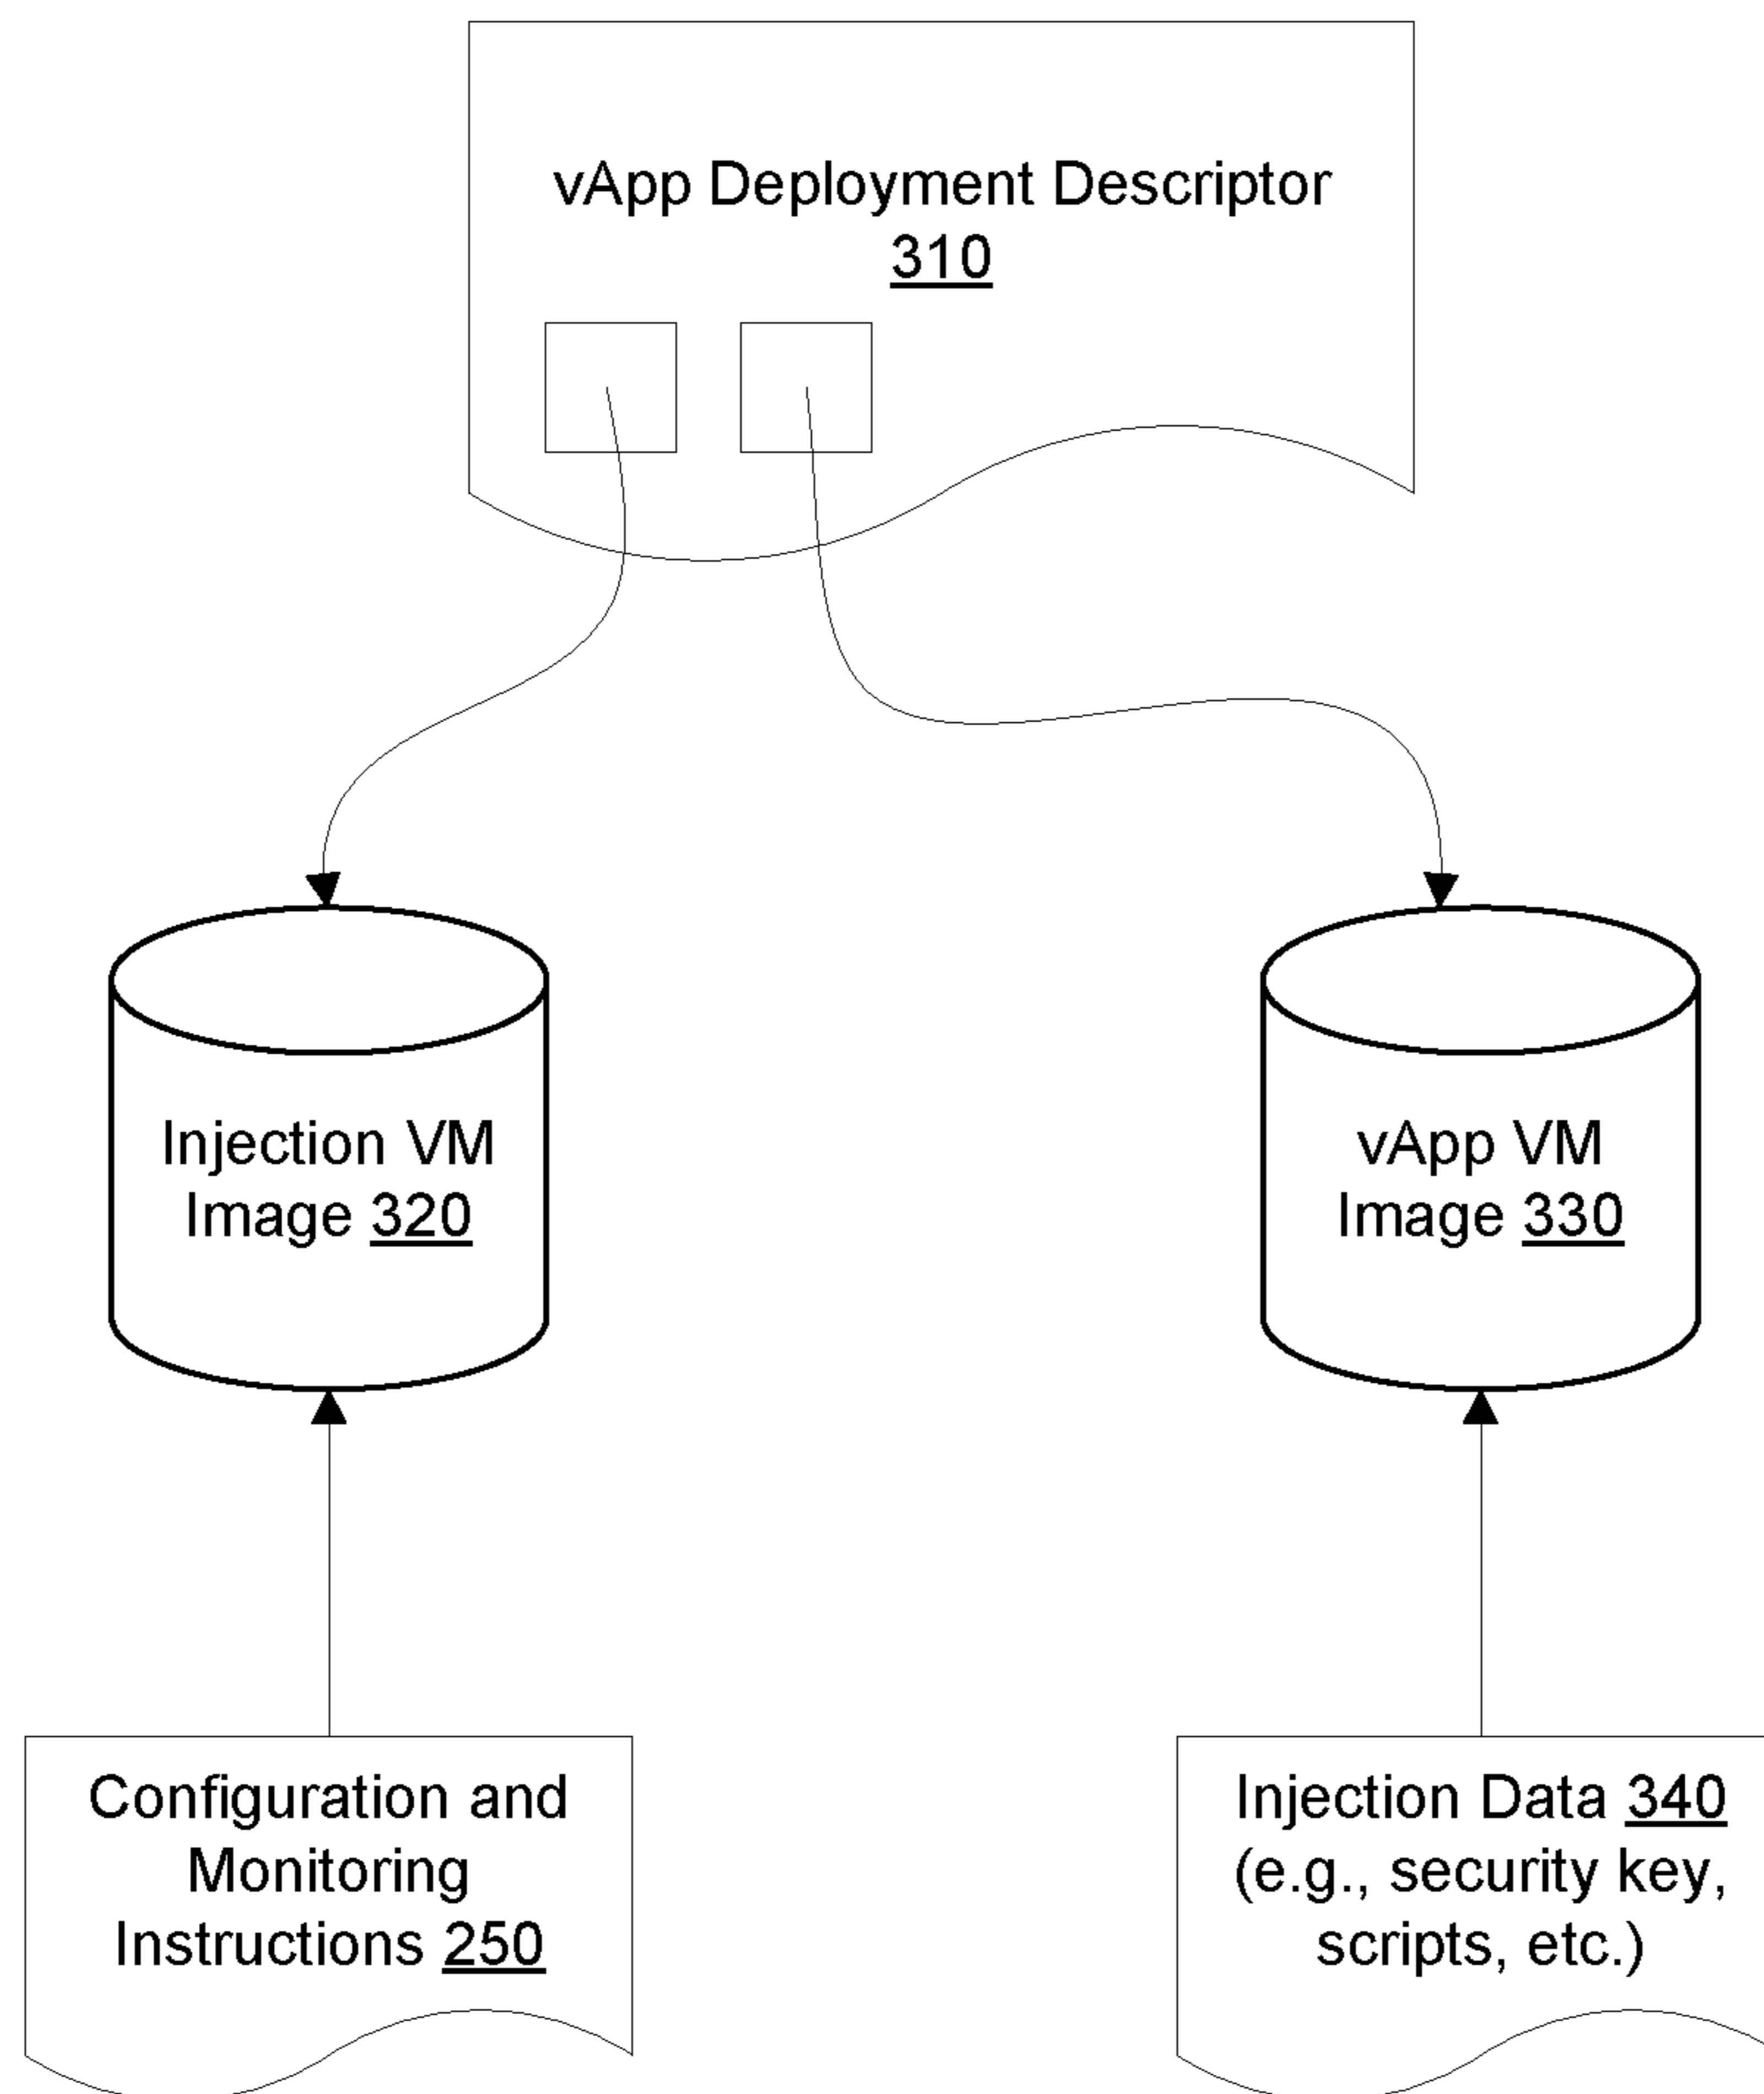 vApp Deployment Descriptor
310
Injection VM
Image 320
vApp VM
Image 330
Configuration and
Monitoring
Instructions 250
Injection Data 340
(e.g., security key,
scripts, etc.)